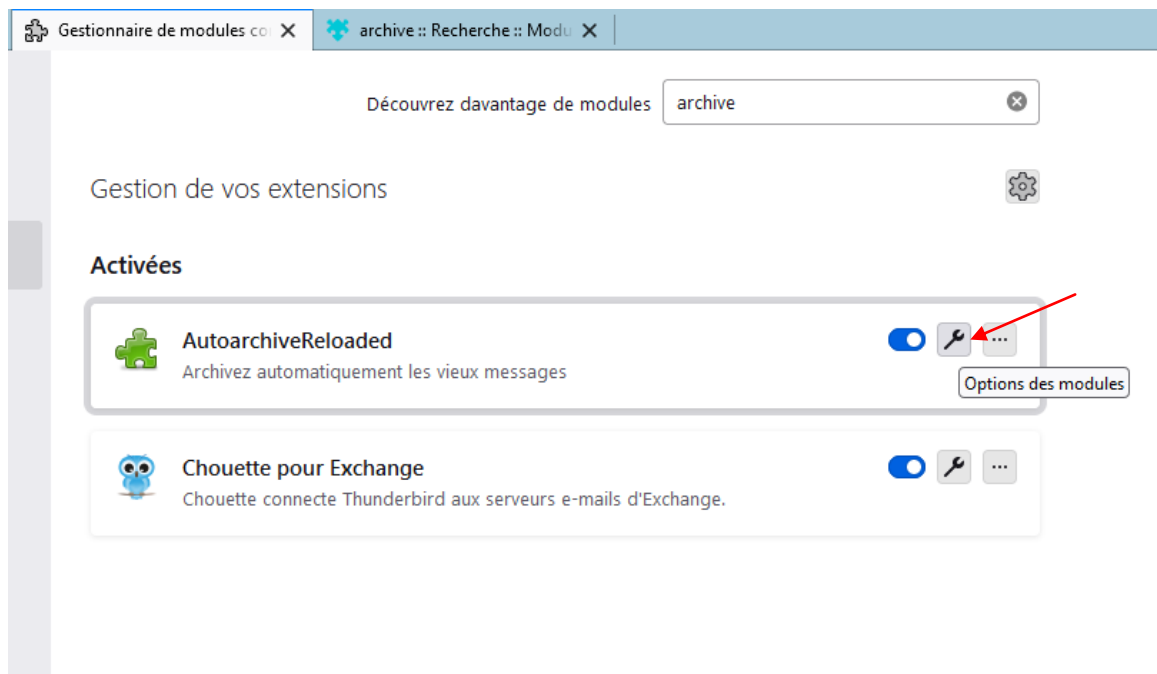 Gestionnaire de modules co
archive :: Recherche :: Modu
Découvrez davantage de modules
archive
Gestion de vos extensions
Activées
AutoarchiveReloaded
Archivez automatiquement les vieux messages
Options des modules
Chouette pour Exchange
Chouette connecte Thunderbird aux serveurs e-mails d'Exchange.